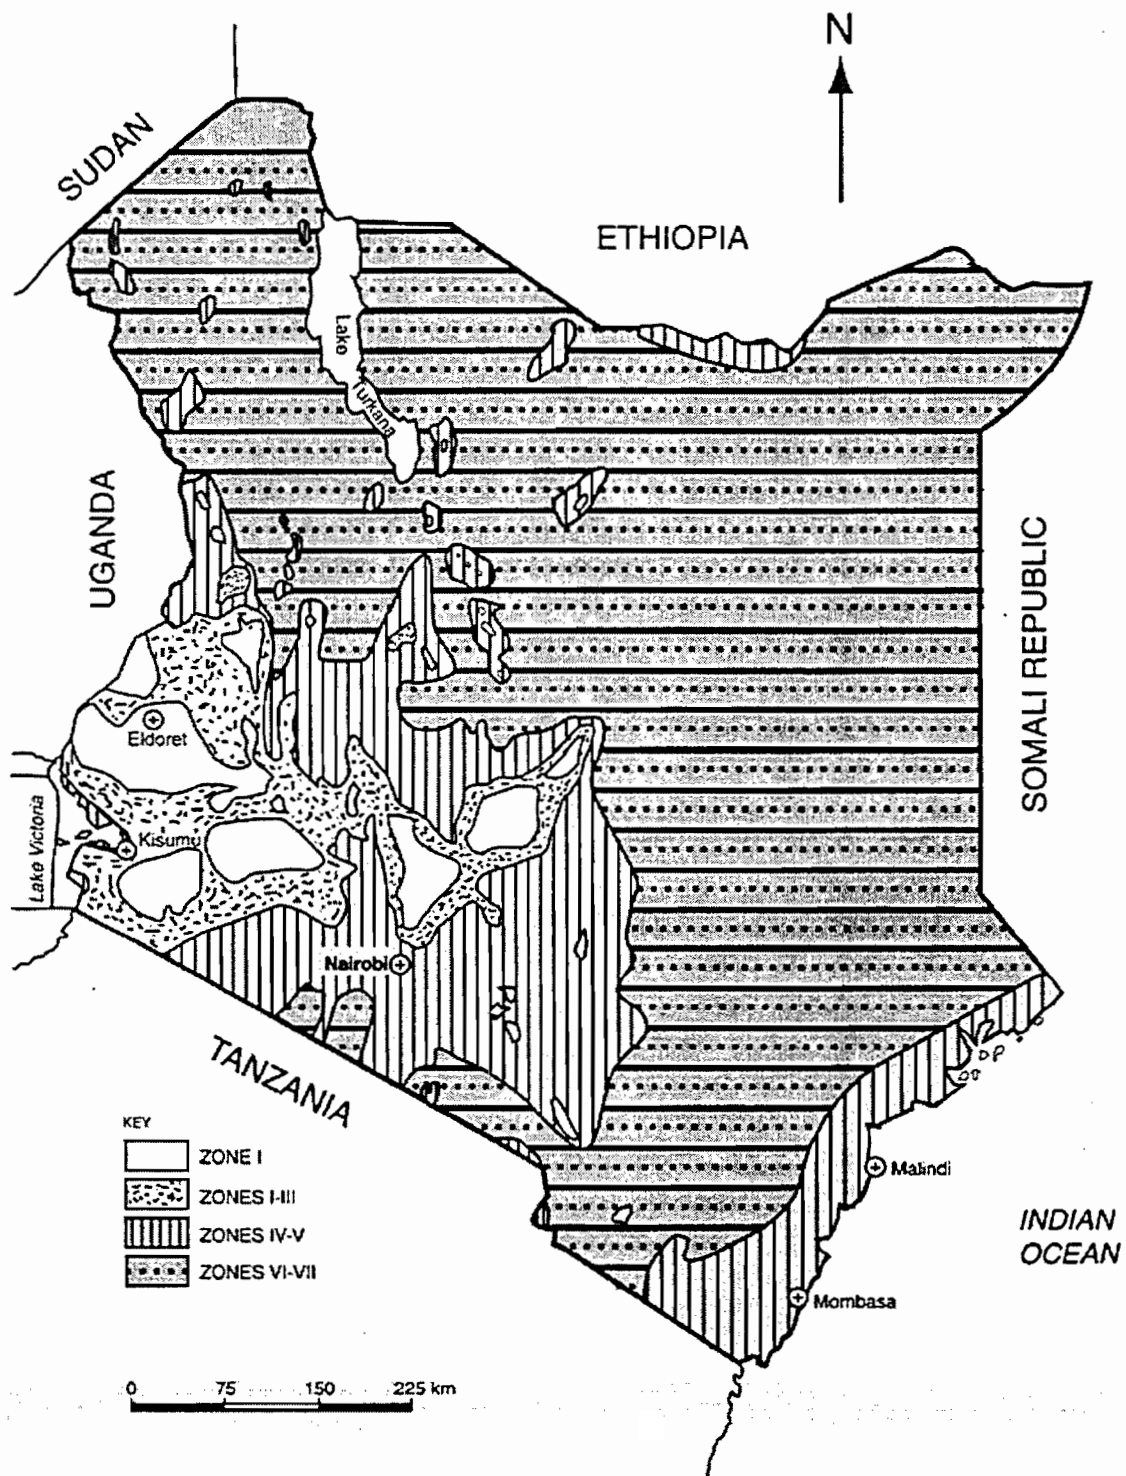 N
SUDAN
ETHIOPIA
Lake
Turkana
UGANDA
SOMALI REPUBLIC
Eldoret
Lake Victoria
Kisumu
Nairobi
TANZANIA
KEY
ZONE I
ZONES I-III
ZONES IV-V
ZONES VI-VII
Malindi
INDIAN
OCEAN
Mombasa
0 75 150 225 km